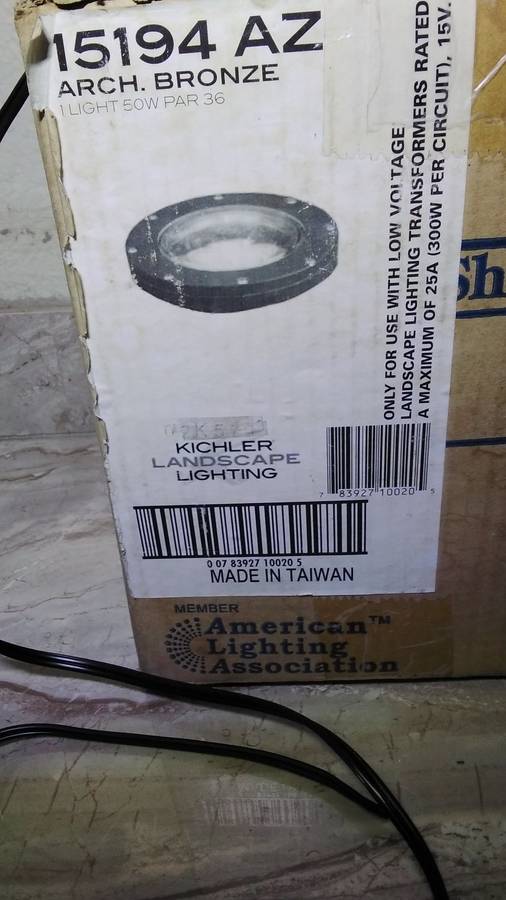 15194 AZ
ARCH. BRONZE
1 LIGHT 50W PAR 36
ONLY FOR USE WITH LOW VOLTAGE
LANDSCAPE LIGHTING TRANSFORMERS RATED
A MAXIMUM OF 25A (300W PER CIRCUIT), 15V.
Sh
KICHLER
LANDSCAPE
LIGHTING
7 83927 10020 5
0 07 83927 10020 5
MADE IN TAIWAN
MEMBER
American™
Lighting
Association